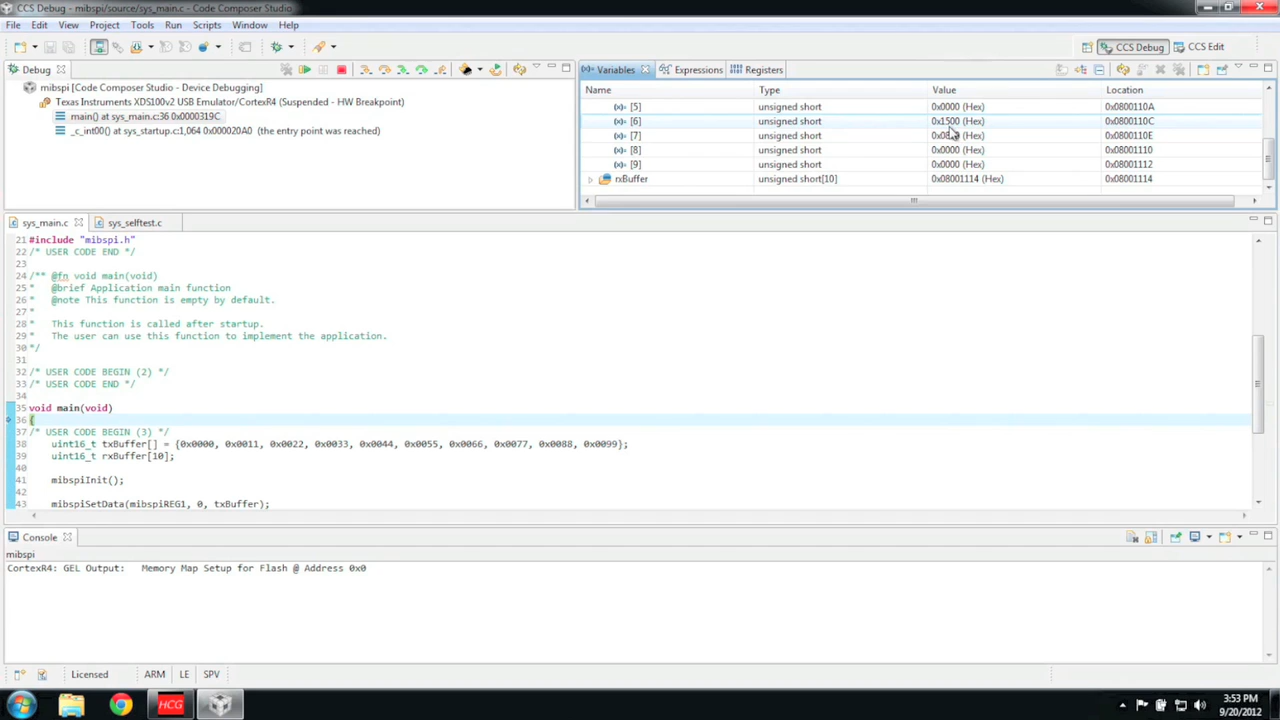 CCS Debug - mibspi/source/sys_main.c - Code Composer Studio
File Edit View Project Tools Run Scripts Window Help
CCS Debug CCS Edit
Debug
mibspi [Code Composer Studio - Device Debugging]
Texas Instruments XDS100v2 USB Emulator/CortexR4 (Suspended - HW Breakpoint)
main() at sys_main.c:36 0x0000319C
_c_int00() at sys_startup.c:1,064 0x000020A0 (the entry point was reached)
(x)= Variables Expressions Registers
Name Type Value Location
(x)= [5] unsigned short 0x0000 (Hex) 0x0800110A
(x)= [6] unsigned short 0x1500 (Hex) 0x0800110C
(x)= [7] unsigned short (Hex) 0x0800110E
(x)= [8] unsigned short 0x0000 (Hex) 0x08001110
(x)= [9] unsigned short 0x0000 (Hex) 0x08001112
rxBuffer unsigned short[10] 0x08001114 (Hex) 0x08001114
sys_main.c sys_selftest.c
21 #include "mibspi.h"
22 /* USER CODE END */
23
24 /** @fn void main(void)
25 * @brief Application main function
26 * @note This function is empty by default.
27 *
28 * This function is called after startup.
29 * The user can use this function to implement the application.
30 */
31
32 /* USER CODE BEGIN (2) */
33 /* USER CODE END */
34
35 void main(void)
36 {
37 /* USER CODE BEGIN (3) */
38 uint16_t txBuffer[] = {0x0000, 0x0011, 0x0022, 0x0033, 0x0044, 0x0055, 0x0066, 0x0077, 0x0088, 0x0099};
39 uint16_t rxBuffer[10];
40
41 mibspiInit();
42
43 mibspiSetData(mibspiREG1, 0, txBuffer);
Console
mibspi
CortexR4: GEL Output: Memory Map Setup for Flash @ Address 0x0
Licensed ARM LE SPV
HCG
3:53 PM
9/20/2012